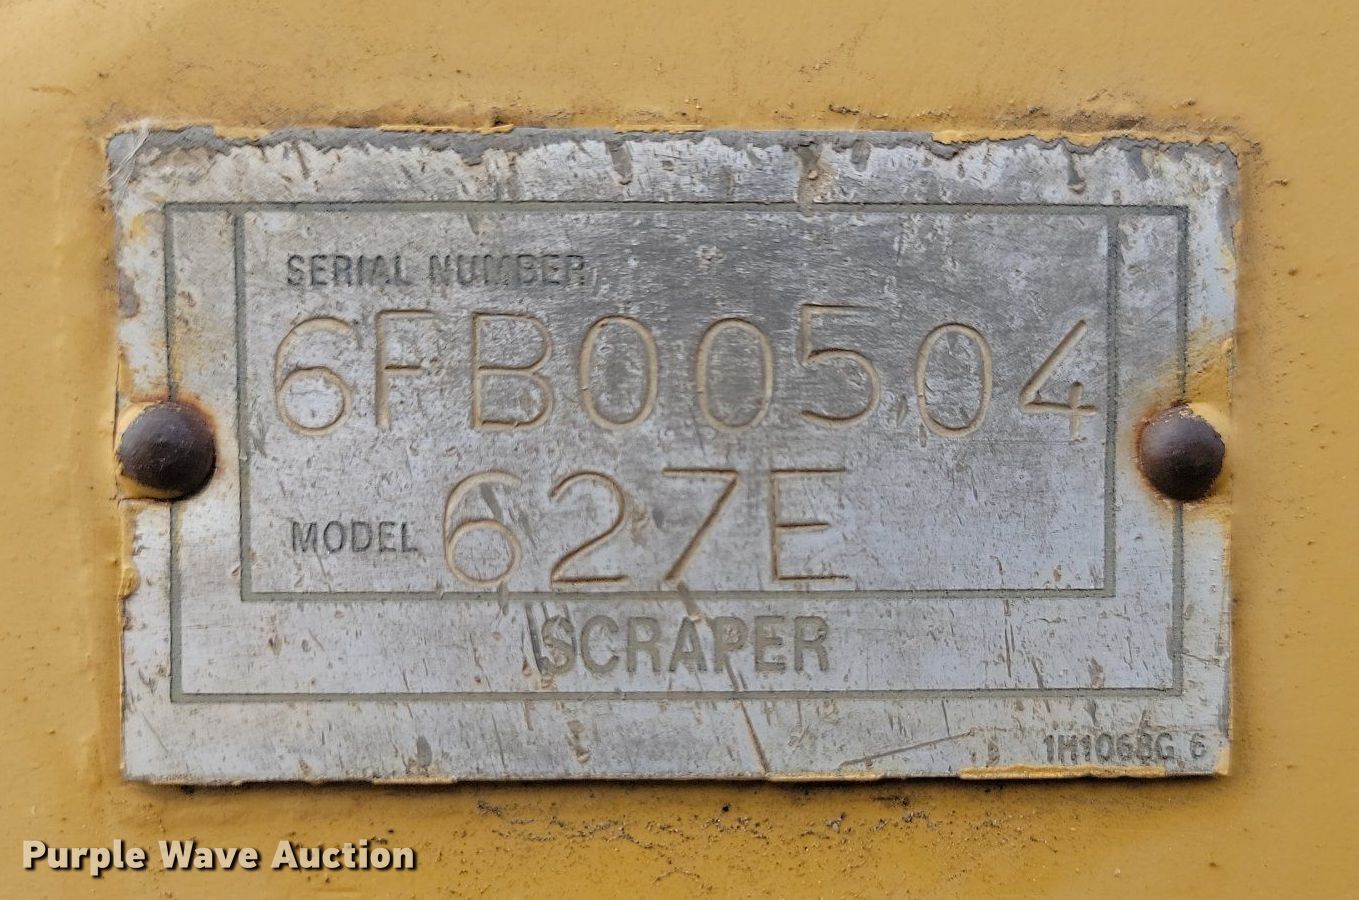 SERIAL NUMBER
6FB00504
MODEL 627E
SCRAPER
1H1068G 6
Purple Wave Auction